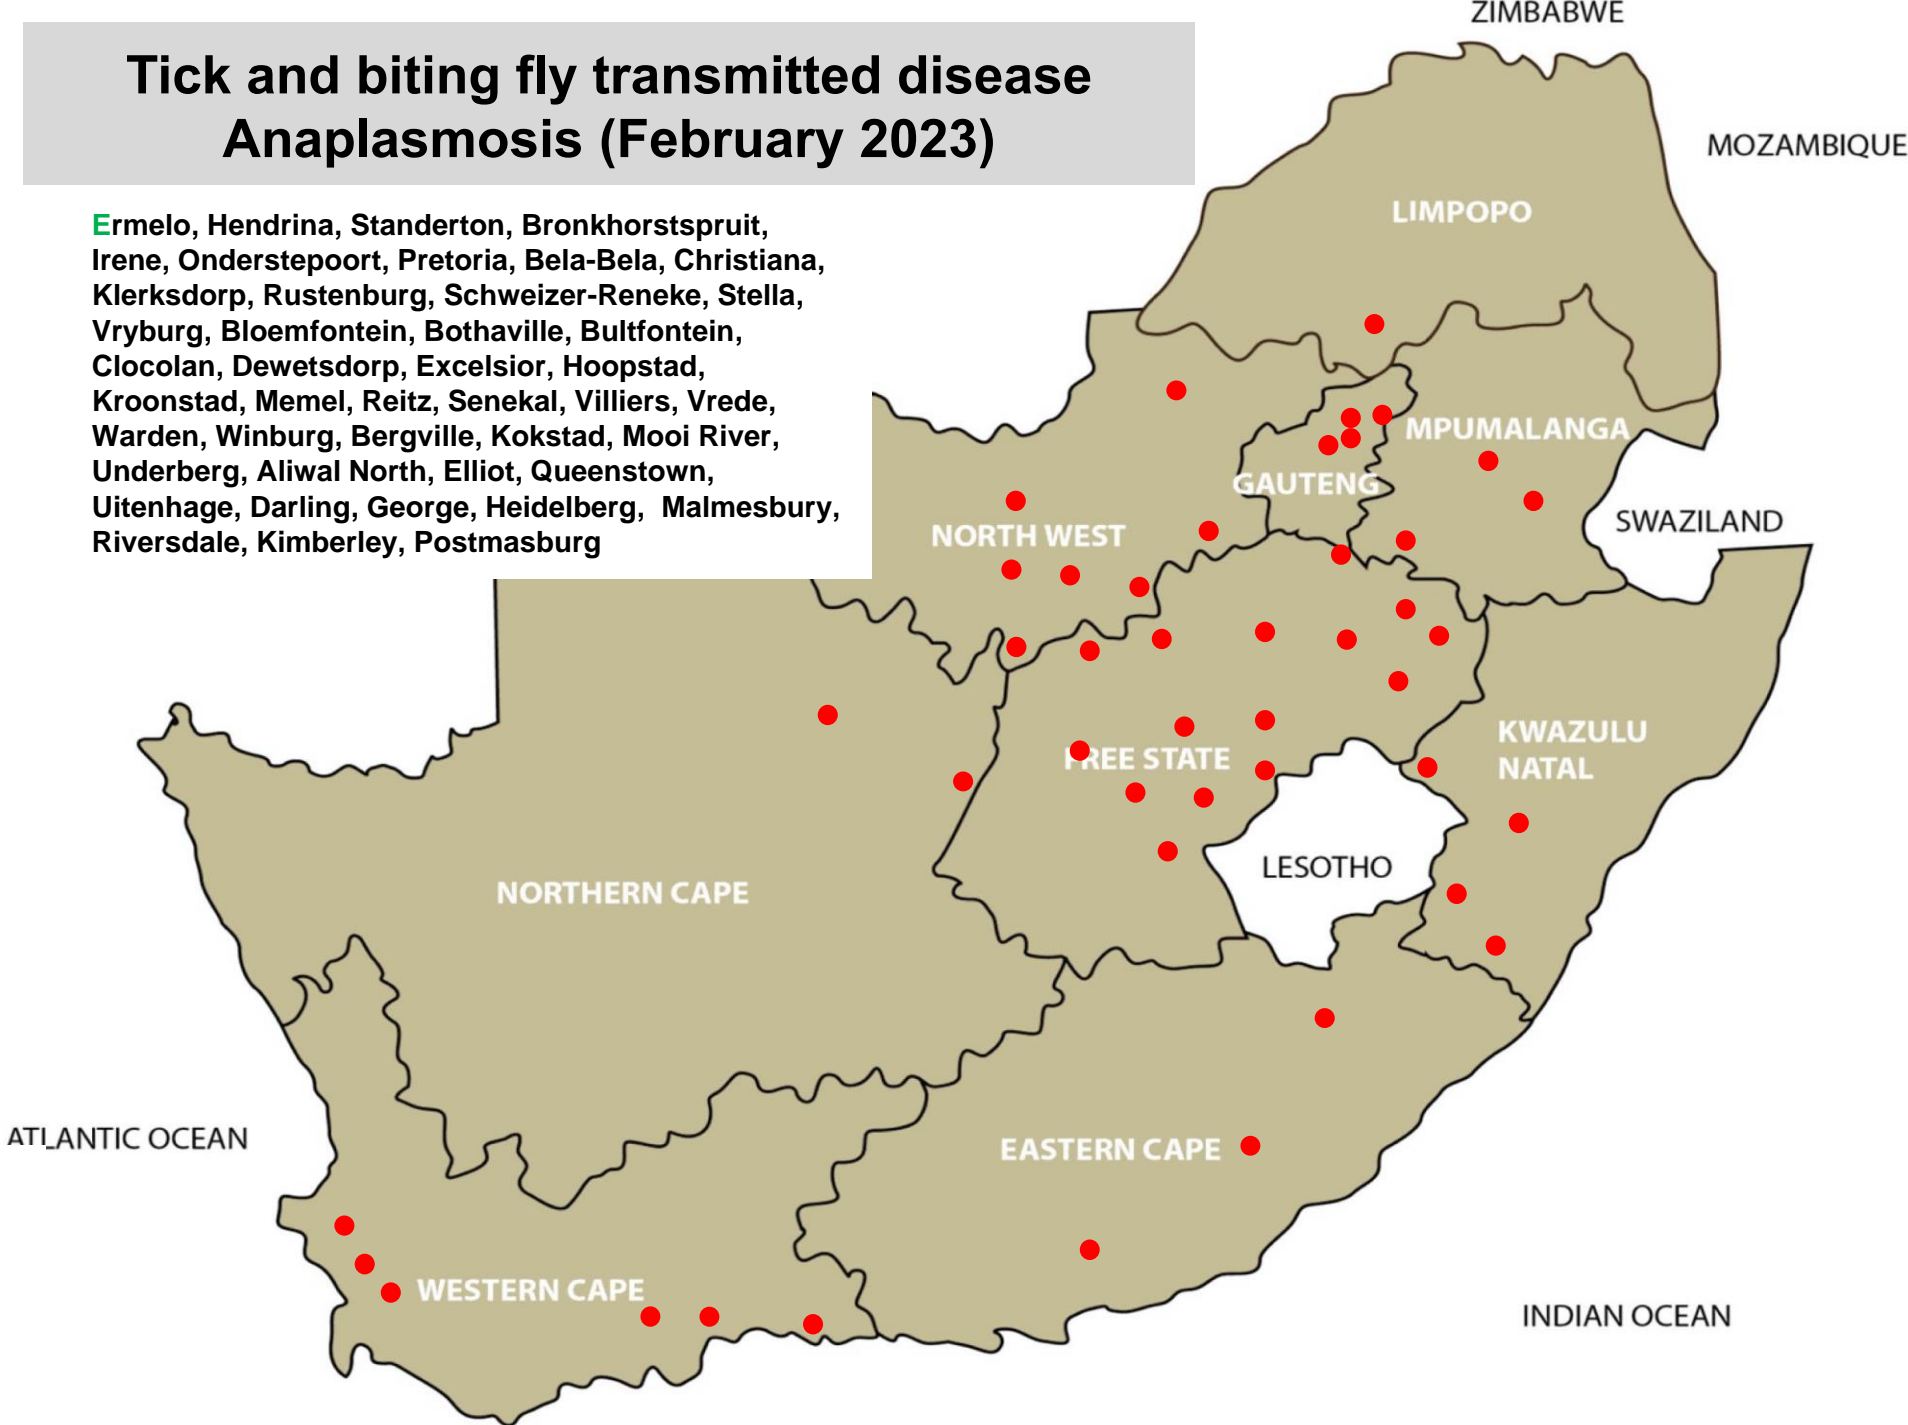 ZIMBABWE
Tick and biting fly transmitted disease
Anaplasmosis (February 2023)
MOZAMBIQUE
Ermelo, Hendrina, Standerton, Bronkhorstspruit,
Irene, Onderstepoort, Pretoria, Bela-Bela, Christiana,
Klerksdorp, Rustenburg, Schweizer-Reneke, Stella,
Vryburg, Bloemfontein, Bothaville, Bultfontein,
Clocolan, Dewetsdorp, Excelsior, Hoopstad,
Kroonstad, Memel, Reitz, Senekal, Villiers, Vrede,
Warden, Winburg, Bergville, Kokstad, Mooi River,
Underberg, Aliwal North, Elliot, Queenstown,
Uitenhage, Darling, George, Heidelberg, Malmesbury,
Riversdale, Kimberley, Postmasburg
LIMPOPO
MPUMALANGA
GAUTENG
SWAZILAND
NORTH WEST
KWAZULU
NATAL
FREE STATE
LESOTHO
NORTHERN CAPE
ATLANTIC OCEAN
EASTERN CAPE
WESTERN CAPE
INDIAN OCEAN